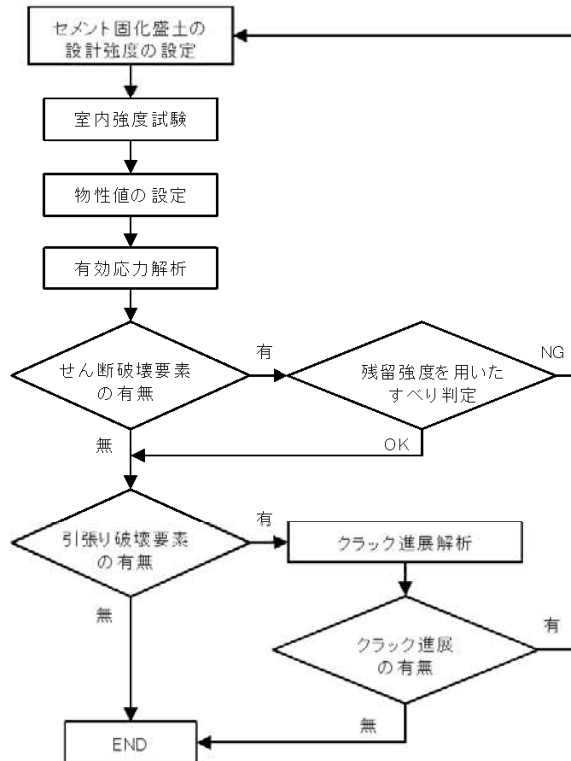 セメント固化盛土の
設計強度の設定
室内強度試験
物性値の設定
有効応力解析
せん断破壊要素
の有無
有
残留強度を用いた
すべり判定
NG
無
OK
引張り破壊要素
の有無
有
クラック進展解析
無
クラック進展
の有無
有
無
END